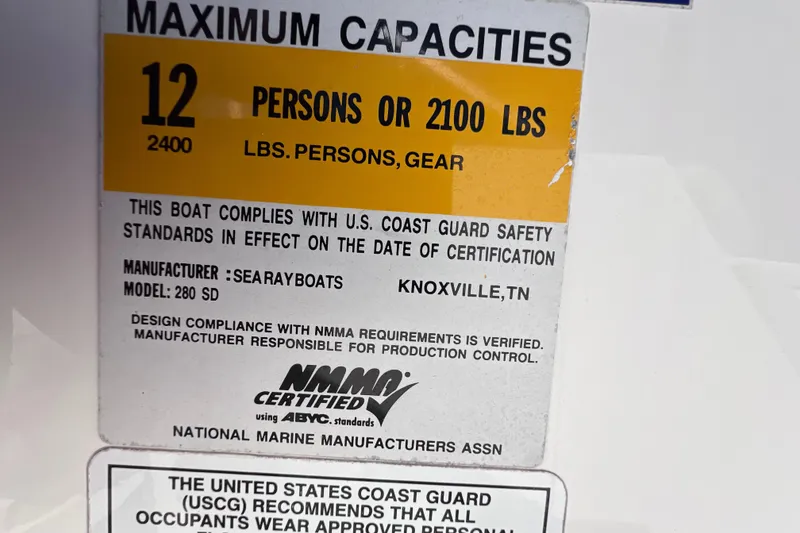 MAXIMUM CAPACITIES
12 PERSONS OR 2100 LBS
2400 LBS. PERSONS, GEAR
THIS BOAT COMPLIES WITH U.S. COAST GUARD SAFETY
STANDARDS IN EFFECT ON THE DATE OF CERTIFICATION
MANUFACTURER : SEARAYBOATS KNOXVILLE, TN
MODEL: 280 SD
DESIGN COMPLIANCE WITH NMMA REQUIREMENTS IS VERIFIED.
MANUFACTURER RESPONSIBLE FOR PRODUCTION CONTROL.
NMMA
CERTIFIED
using ABYC. standards
NATIONAL MARINE MANUFACTURERS ASSN
THE UNITED STATES COAST GUARD
(USCG) RECOMMENDS THAT ALL
OCCUPANTS WEAR APPROVED PERSONAL